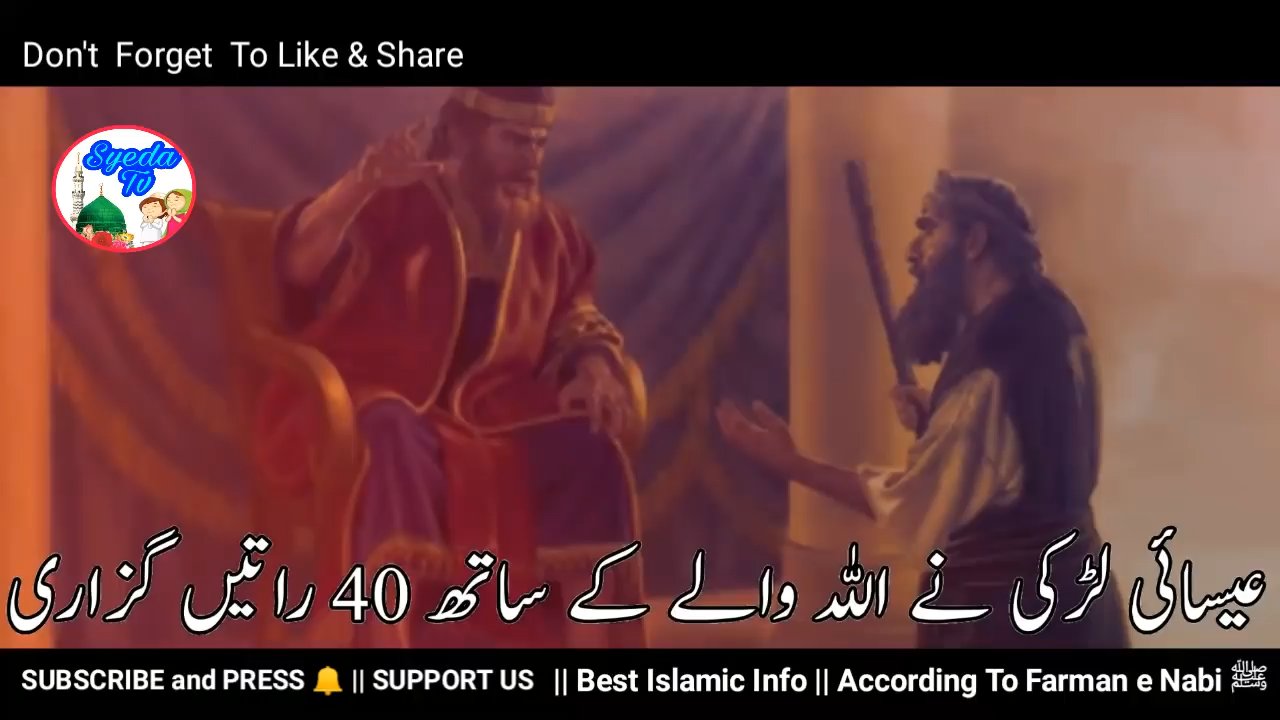 Don't Forget To Like & Share
Syeda
Tv
عیسائی لڑکی نے اللہ والے کے ساتھ 40 راتیں گزاری
SUBSCRIBE and PRESS 🔔 || SUPPORT US || Best Islamic Info || According To Farman e Nabi ﷺ